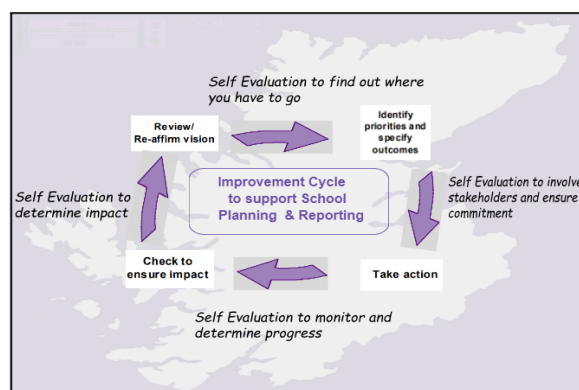 Self Evaluation to find out where
you have to go
Review/
Re-affirm vision
Identify
priorities and
specify
outcomes
Self Evaluation to
determine impact
Improvement Cycle
to support School
Planning & Reporting
Self Evaluation to involve
stakeholders and ensure
commitment
Check to
ensure impact
Take action
Self Evaluation to monitor and
determine progress